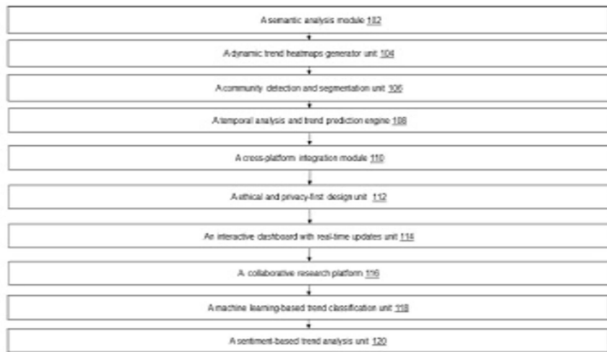 A semantic analysis module 102
A dynamic trend heatmaps generator unit 104
A community detection and segmentation unit 106
A temporal analysis and trend prediction engine 108
A cross-platform integration module 110
A ethical and privacy-first design unit 112
An interactive dashboard with real-time updates unit 114
A collaborative research platform 116
A machine learning-based trend classification unit 118
A sentiment-based trend analysis unit 120